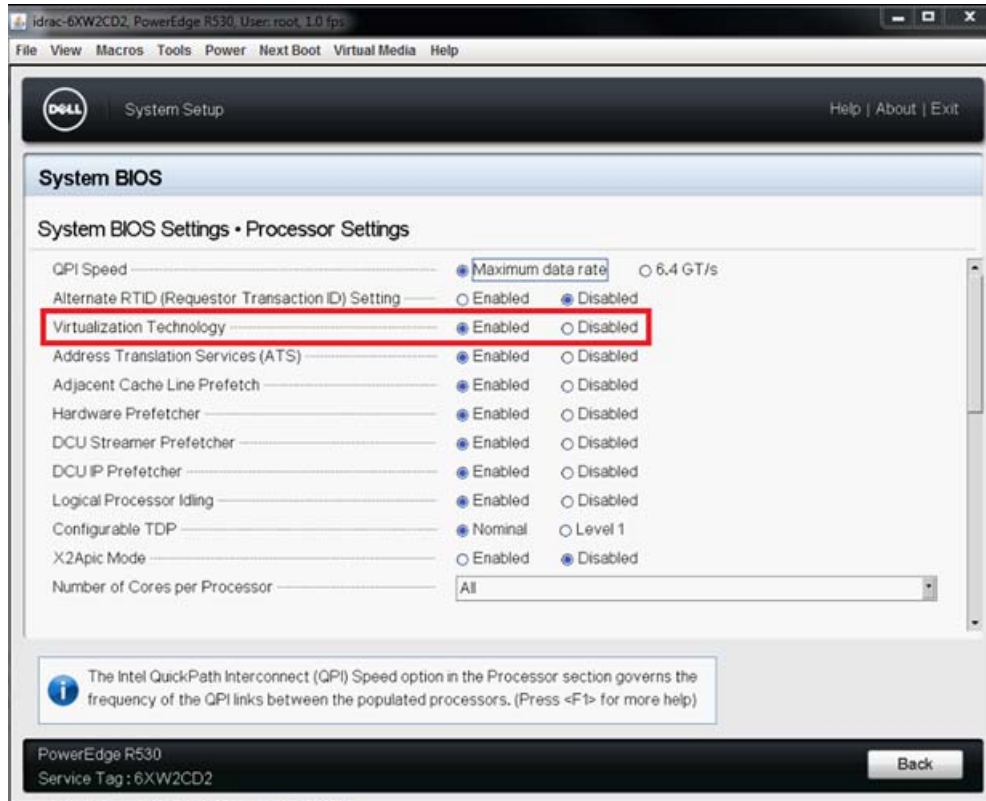 idrac-6XW2CD2, PowerEdge R530, User: root, 1.0 fps
File View Macros Tools Power Next Boot Virtual Media Help
DELL System Setup Help | About | Exit
System BIOS
System BIOS Settings • Processor Settings
QPI Speed Maximum data rate 6.4 GT/s
Alternate RTID (Requestor Transaction ID) Setting Enabled Disabled
Virtualization Technology Enabled Disabled
Address Translation Services (ATS) Enabled Disabled
Adjacent Cache Line Prefetch Enabled Disabled
Hardware Prefetcher Enabled Disabled
DCU Streamer Prefetcher Enabled Disabled
DCU IP Prefetcher Enabled Disabled
Logical Processor Idling Enabled Disabled
Configurable TDP Nominal Level 1
X2Apic Mode Enabled Disabled
Number of Cores per Processor All
The Intel QuickPath Interconnect (QPI) Speed option in the Processor section governs the
frequency of the QPI links between the populated processors. (Press <F1> for more help)
PowerEdge R530
Service Tag : 6XW2CD2
Back